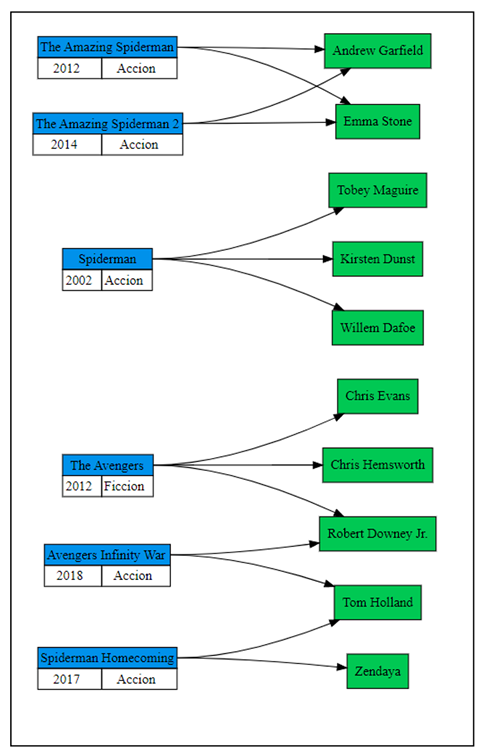 The Amazing Spiderman
2012 Accion
The Amazing Spiderman 2
2014 Accion
Spiderman
2002 Accion
The Avengers
2012 Ficcion
Avengers Infinity War
2018 Accion
Spiderman Homecoming
2017 Accion
Andrew Garfield
Emma Stone
Tobey Maguire
Kirsten Dunst
Willem Dafoe
Chris Evans
Chris Hemsworth
Robert Downey Jr.
Tom Holland
Zendaya